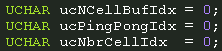 UCHAR ucNCellBufIdx = 0;
UCHAR ucPingPongIdx = 0;
UCHAR ucNbrCellIdx  = 0;